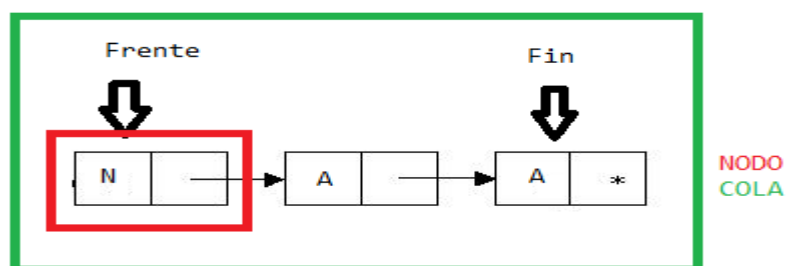 Frente
Fin
N A A *
NODO
COLA